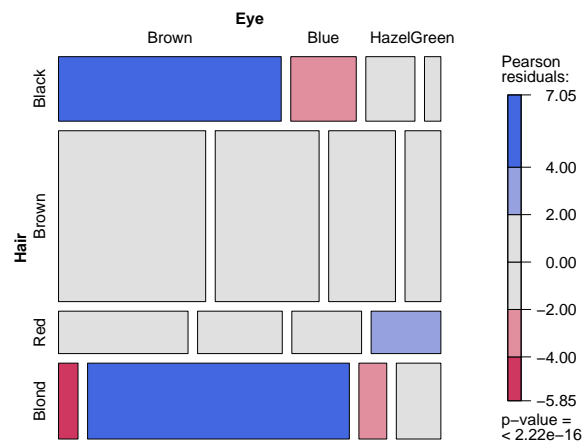 Eye
Brown Blue HazelGreen
Hair
Black
Brown
Red
Blond
Pearson
residuals:
7.05
4.00
2.00
0.00
−2.00
−4.00
−5.85
p−value =
< 2.22e−16